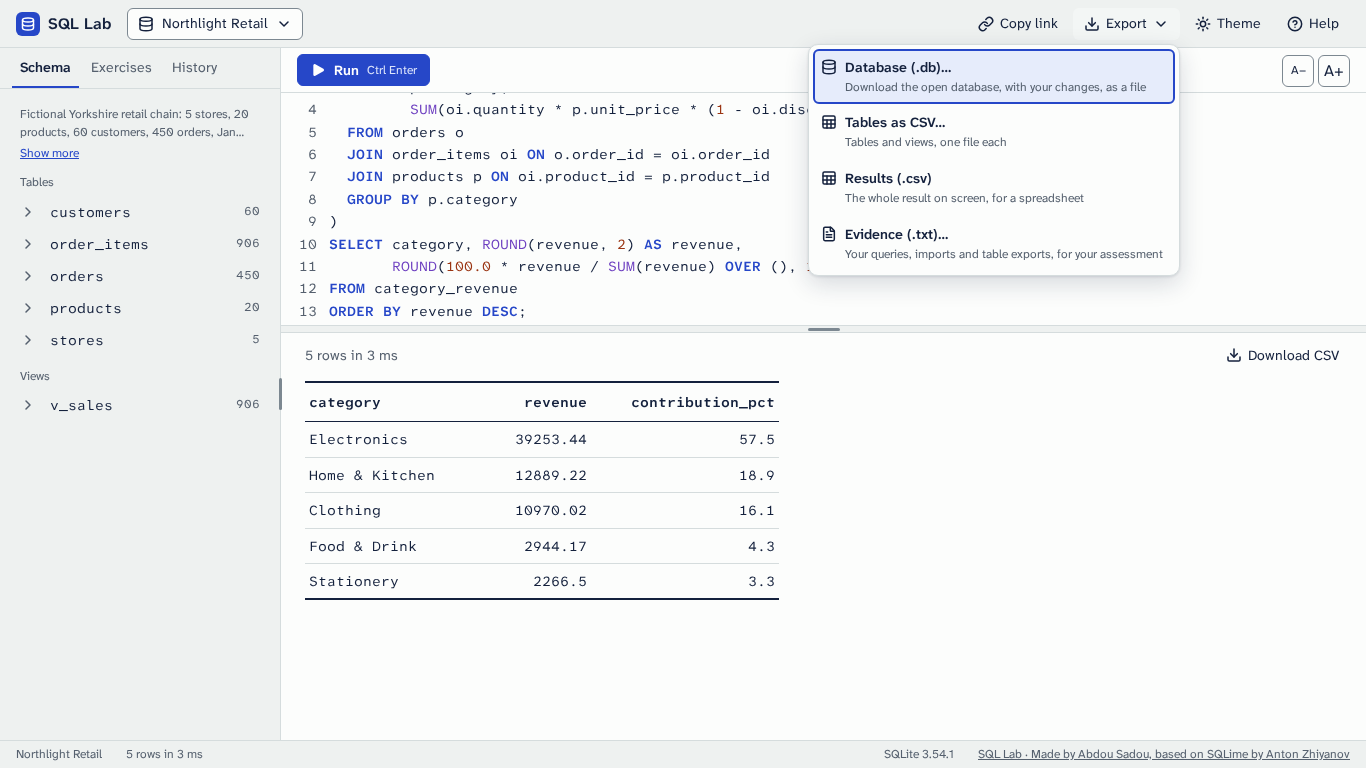 SQL Lab
Northlight Retail
Copy link
Export
Theme
Help
Schema
Exercises
History
Run Ctrl Enter
A−
A+
Fictional Yorkshire retail chain: 5 stores, 20
products, 60 customers, 450 orders, Jan…
Show more
Tables
customers 60
order_items 906
orders 450
products 20
stores 5
Views
v_sales 906
4 SUM(oi.quantity * p.unit_price * (1 - oi.disc
5 FROM orders o
6 JOIN order_items oi ON o.order_id = oi.order_id
7 JOIN products p ON oi.product_id = p.product_id
8 GROUP BY p.category
9 )
10 SELECT category, ROUND(revenue, 2) AS revenue,
11 ROUND(100.0 * revenue / SUM(revenue) OVER (),
12 FROM category_revenue
13 ORDER BY revenue DESC;
Database (.db)…
Download the open database, with your changes, as a file
Tables as CSV…
Tables and views, one file each
Results (.csv)
The whole result on screen, for a spreadsheet
Evidence (.txt)…
Your queries, imports and table exports, for your assessment
5 rows in 3 ms
Download CSV
category revenue contribution_pct
Electronics 39253.44 57.5
Home & Kitchen 12889.22 18.9
Clothing 10970.02 16.1
Food & Drink 2944.17 4.3
Stationery 2266.5 3.3
Northlight Retail
5 rows in 3 ms
SQLite 3.54.1
SQL Lab · Made by Abdou Sadou, based on SQLime by Anton Zhiyanov